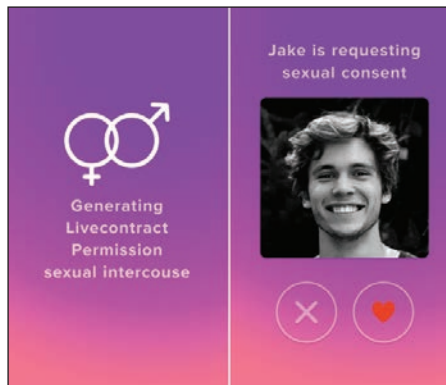 Generating
Livecontract
Permission
sexual intercouse
Jake is requesting
sexual consent